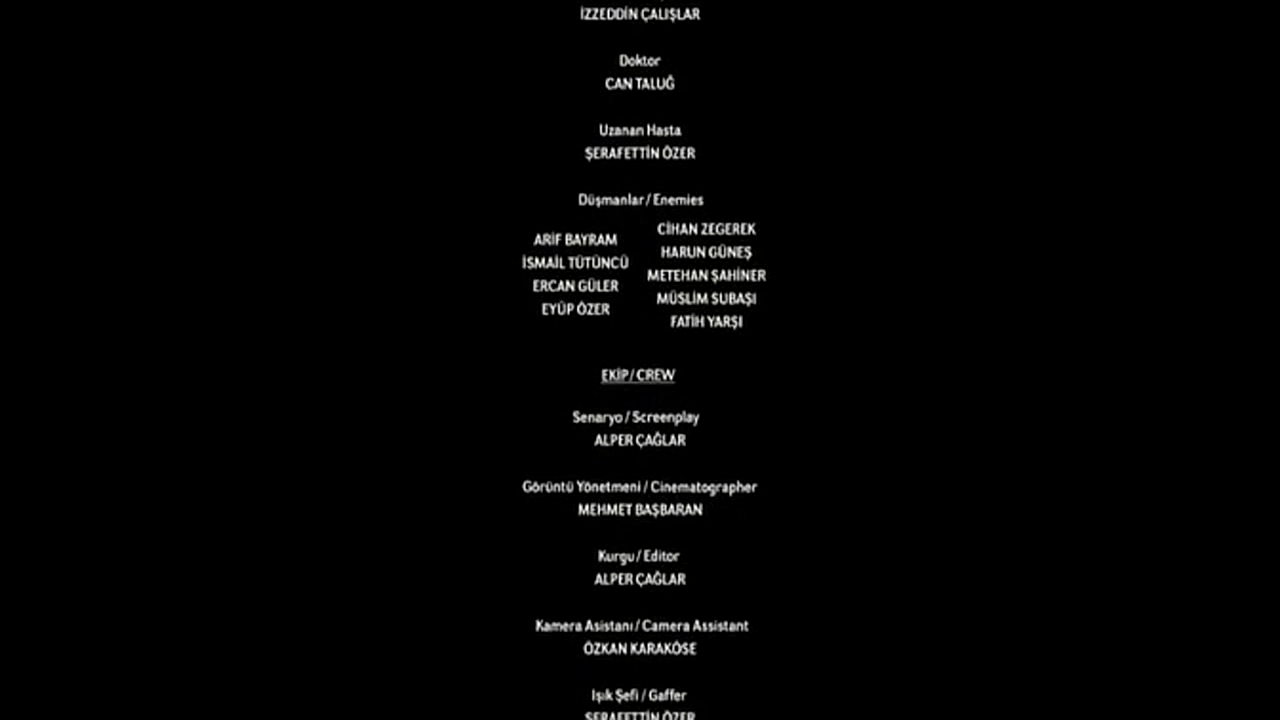 İZZEDDİN ÇALIŞLAR
Doktor
CAN TALUĞ
Uzanan Hasta
ŞERAFETTİN ÖZER
Düşmanlar / Enemies
ARİF BAYRAM
İSMAİL TÜTÜNCÜ
ERCAN GÜLER
EYÜP ÖZER
CİHAN ZEGEREK
HARUN GÜNEŞ
METEHAN ŞAHİNER
MÜSLİM SUBAŞI
FATİH YARŞI
EKİP / CREW
Senaryo / Screenplay
ALPER ÇAĞLAR
Görüntü Yönetmeni / Cinematographer
MEHMET BAŞBARAN
Kurgu / Editor
ALPER ÇAĞLAR
Kamera Asistanı / Camera Assistant
ÖZKAN KARAKÖSE
Işık Şefi / Gaffer
ŞERAFETTİN ÖZER